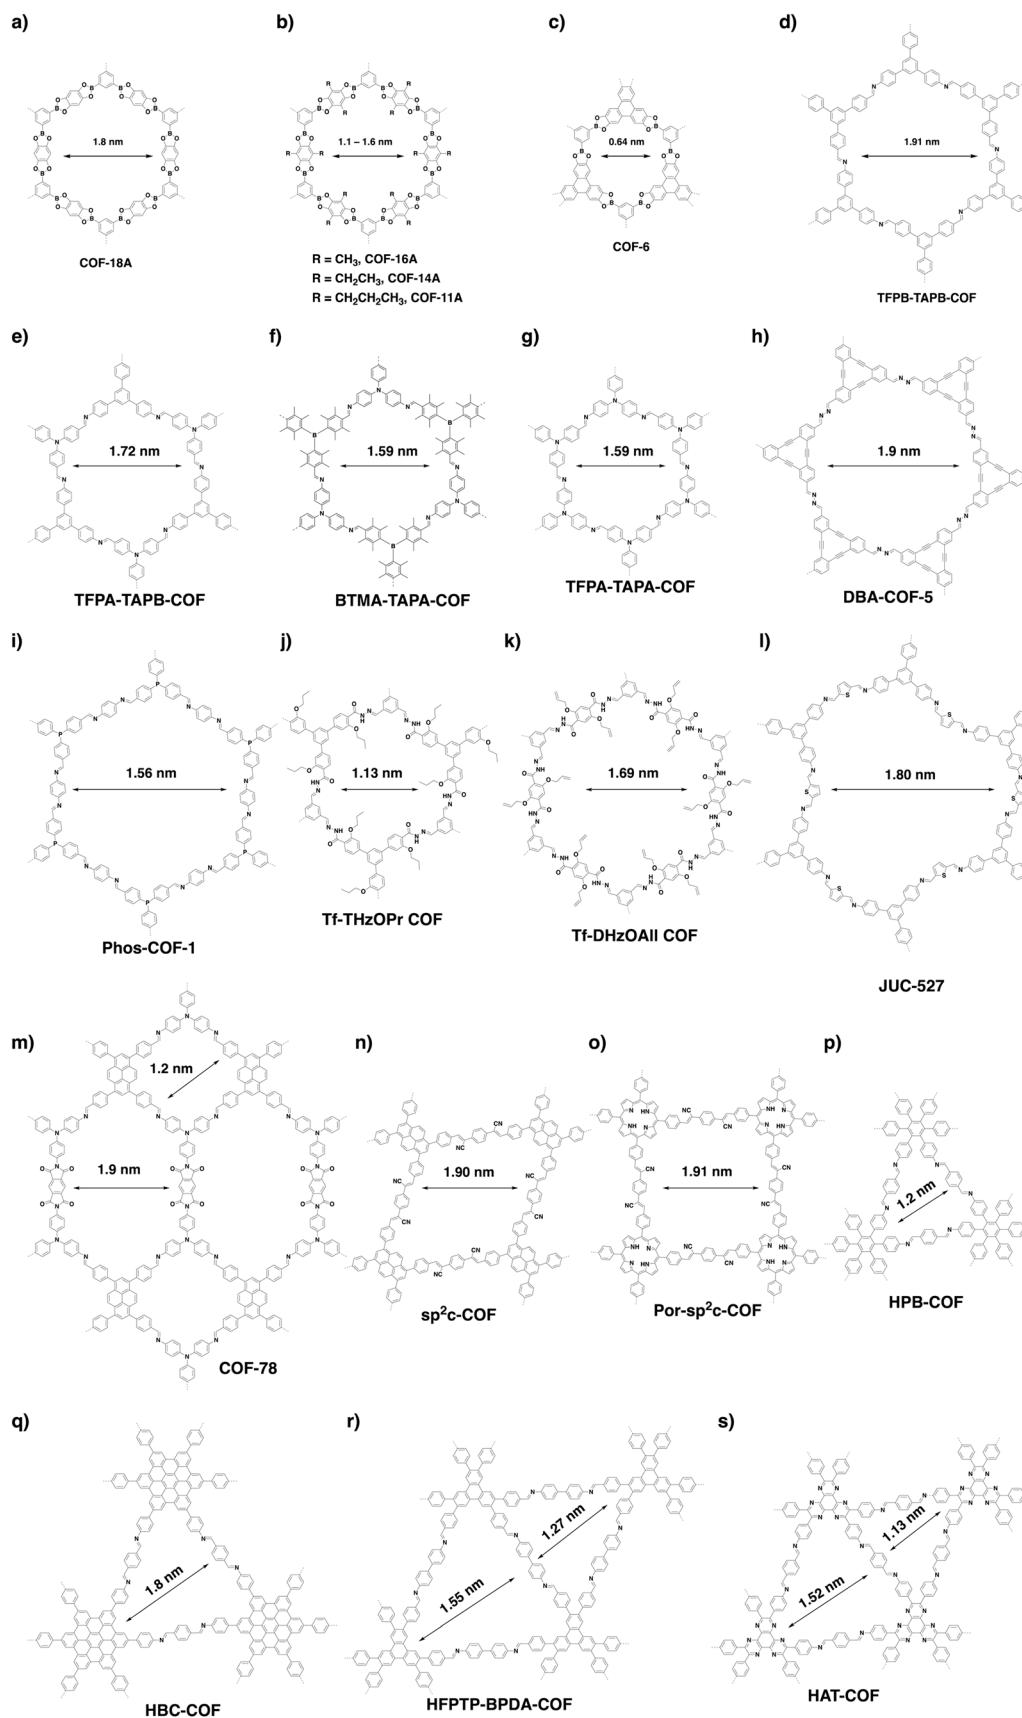 a)
b)
c)
d)
1.8 nm
1.1 – 1.6 nm
0.64 nm
1.91 nm
COF-18A
R = CH₃, COF-16A
R = CH₂CH₃, COF-14A
R = CH₂CH₂CH₃, COF-11A
COF-6
TFPB-TAPB-COF
e)
f)
g)
h)
1.72 nm
1.59 nm
1.59 nm
1.9 nm
TFPA-TAPB-COF
BTMA-TAPA-COF
TFPA-TAPA-COF
DBA-COF-5
i)
j)
k)
l)
1.56 nm
1.13 nm
1.69 nm
1.80 nm
Phos-COF-1
Tf-THzOPr COF
Tf-DHzOAll COF
JUC-527
m)
n)
o)
p)
1.2 nm
1.9 nm
1.90 nm
1.91 nm
1.2 nm
COF-78
sp²c-COF
Por-sp²c-COF
HPB-COF
q)
r)
s)
1.8 nm
1.27 nm
1.55 nm
1.13 nm
1.52 nm
HBC-COF
HFPTP-BPDA-COF
HAT-COF